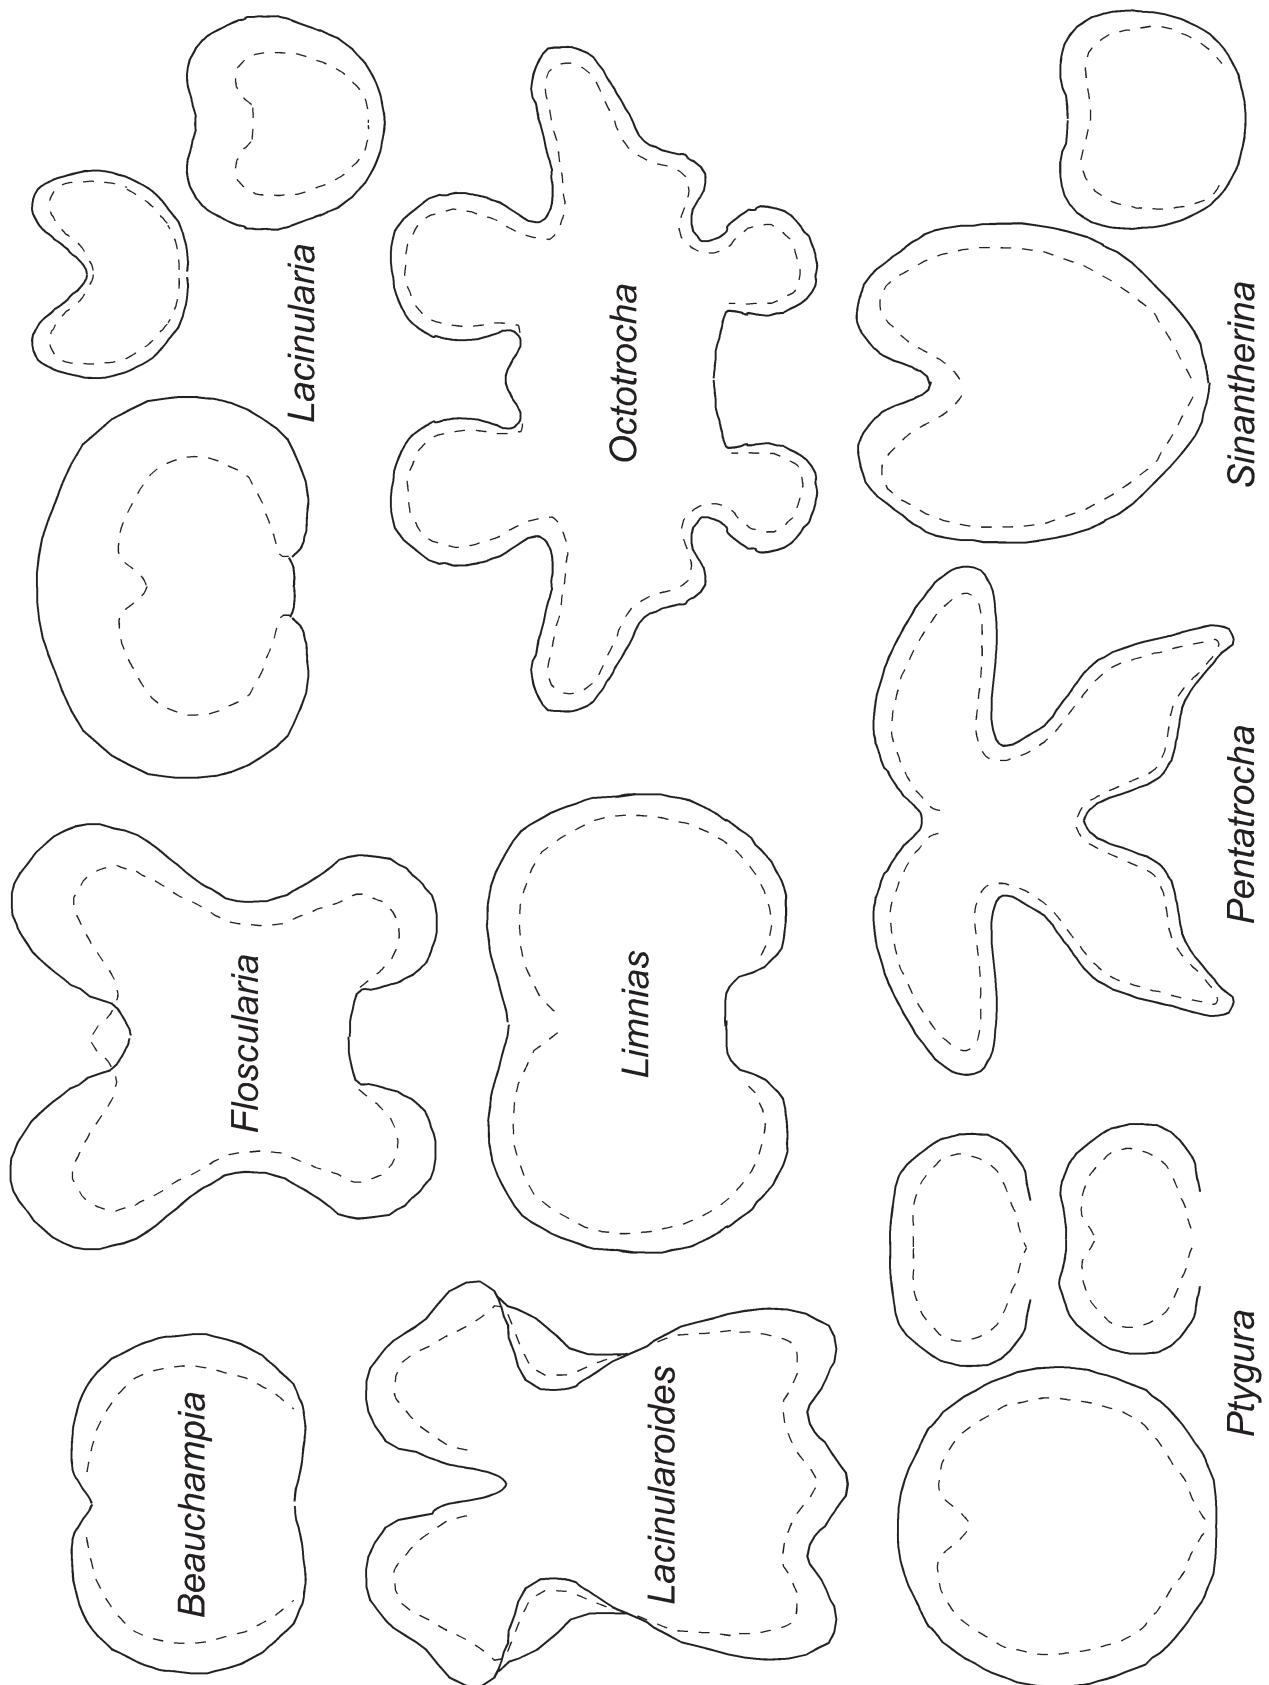 Beauchampia
Floscularia
Lacinularia
Lacinularoides
Limnias
Octotrocha
Ptygura
Pentatrocha
Sinantherina